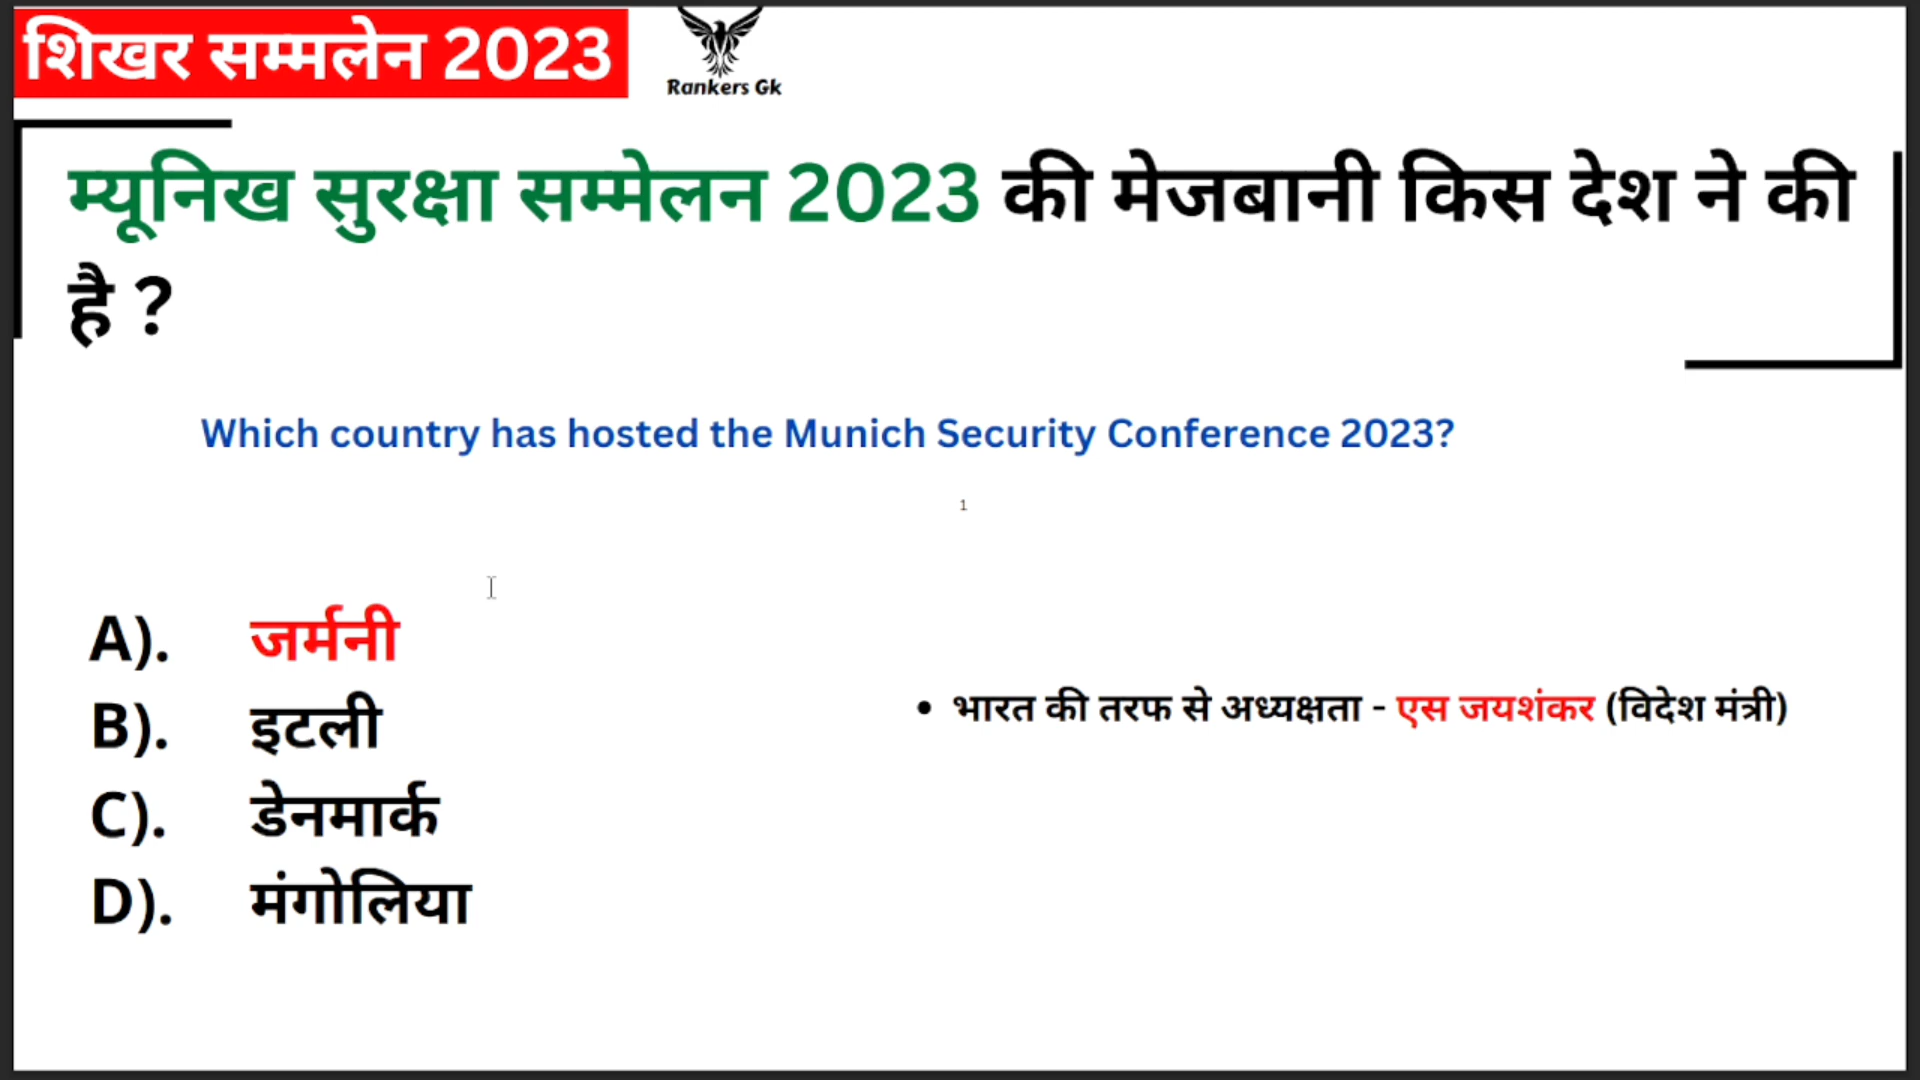 शिखर सम्मलेन 2023
Rankers Gk
म्यूनिख सुरक्षा सम्मेलन 2023 की मेजबानी किस देश ने की
है ?
Which country has hosted the Munich Security Conference 2023?
1
A). जर्मनी
B). इटली
C). डेनमार्क
D). मंगोलिया
• भारत की तरफ से अध्यक्षता - एस जयशंकर (विदेश मंत्री)